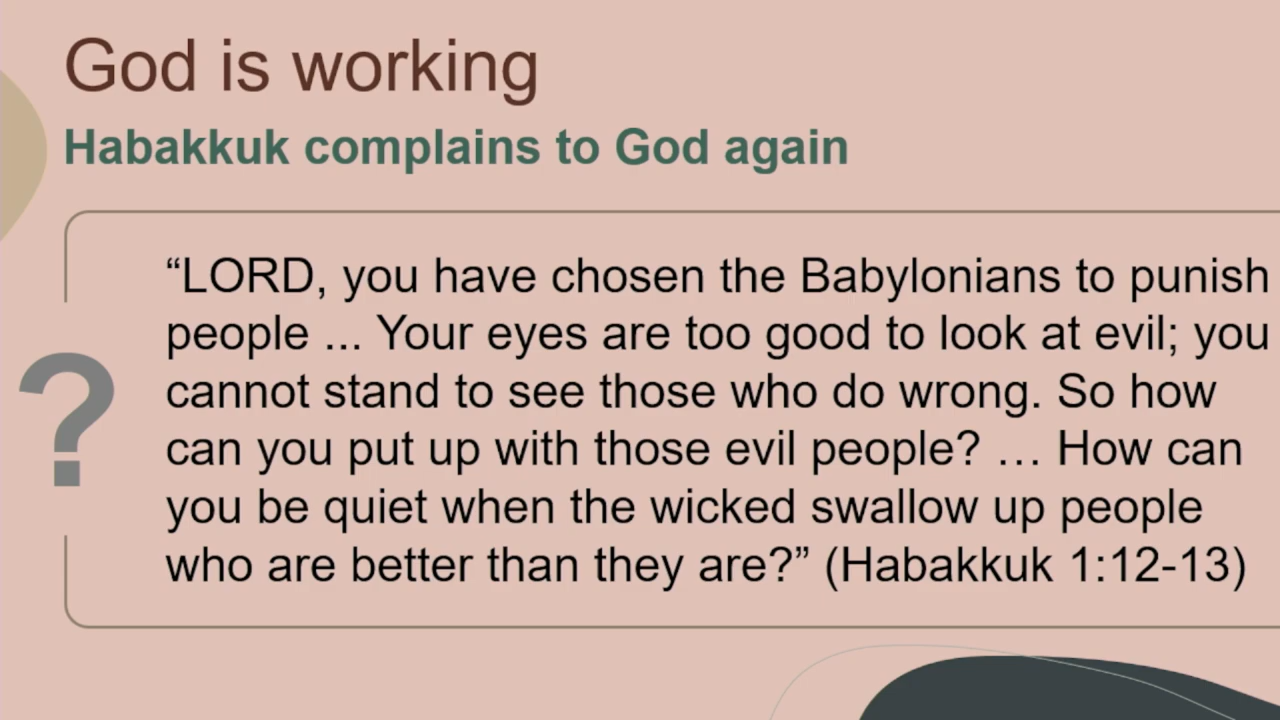 God is working
Habakkuk complains to God again
“LORD, you have chosen the Babylonians to punish
people ... Your eyes are too good to look at evil; you
cannot stand to see those who do wrong. So how
can you put up with those evil people? … How can
you be quiet when the wicked swallow up people
who are better than they are?” (Habakkuk 1:12-13)
?